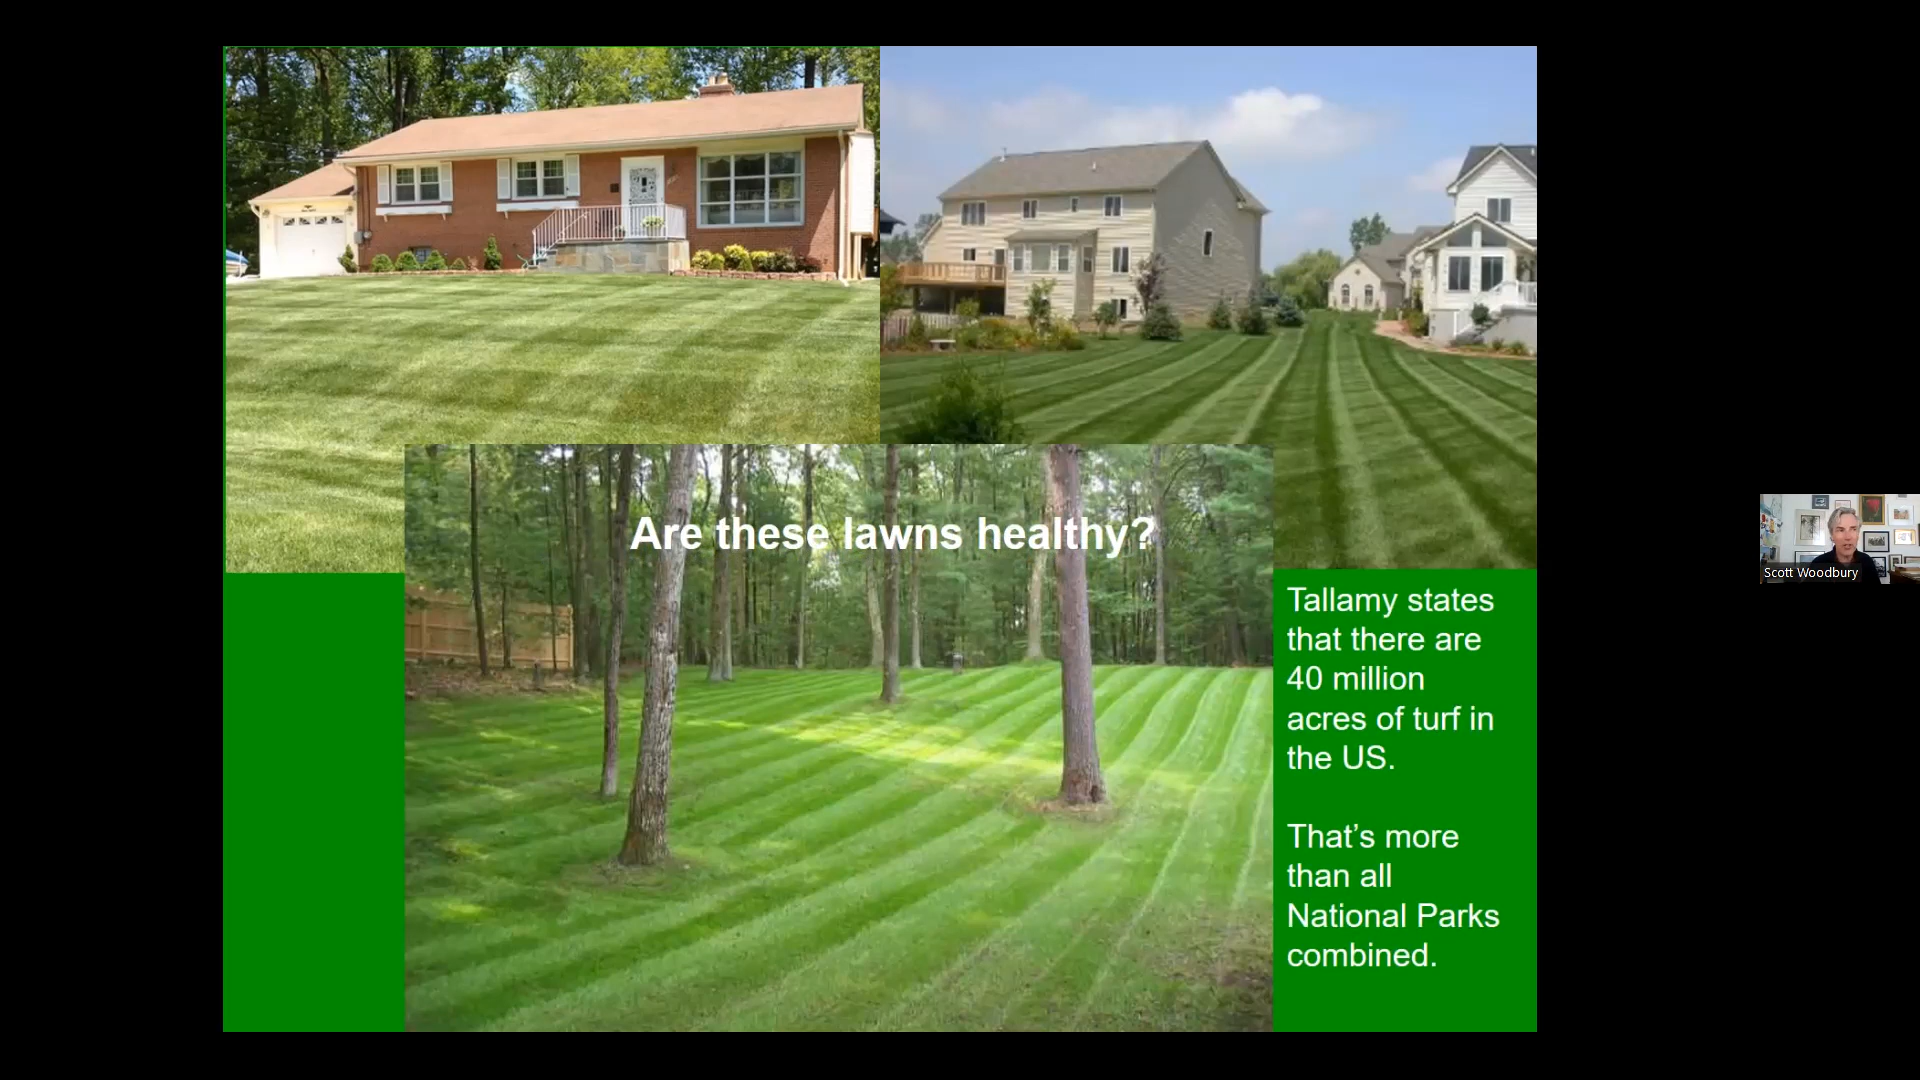 Are these lawns healthy?
Tallamy states
that there are
40 million
acres of turf in
the US.
That’s more
than all
National Parks
combined.
Scott Woodbury